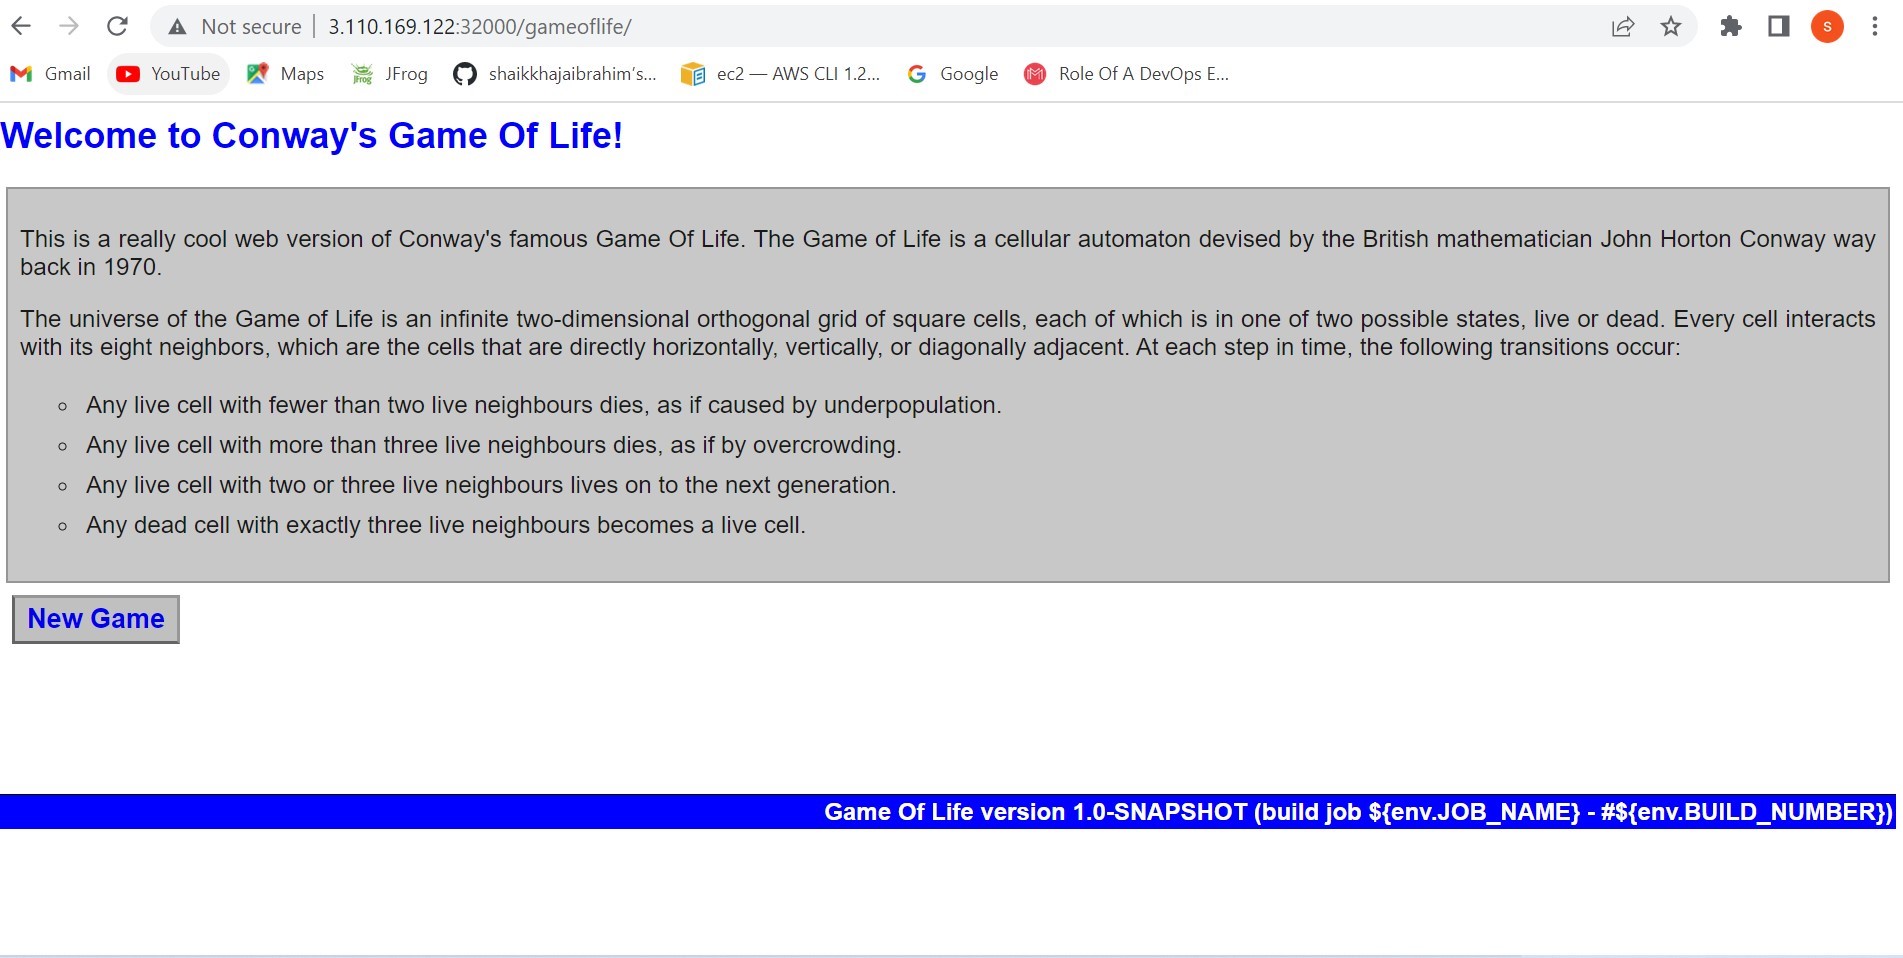 Not secure 3.110.169.122:32000/gameoflife/ S
Gmail YouTube Maps JFrog shaikkhajaibrahim's... ec2 — AWS CLI 1.2... Google Role Of A DevOps E...
Welcome to Conway's Game Of Life!
This is a really cool web version of Conway's famous Game Of Life. The Game of Life is a cellular automaton devised by the British mathematician John Horton Conway way
back in 1970.
The universe of the Game of Life is an infinite two-dimensional orthogonal grid of square cells, each of which is in one of two possible states, live or dead. Every cell interacts
with its eight neighbors, which are the cells that are directly horizontally, vertically, or diagonally adjacent. At each step in time, the following transitions occur:
Any live cell with fewer than two live neighbours dies, as if caused by underpopulation.
Any live cell with more than three live neighbours dies, as if by overcrowding.
Any live cell with two or three live neighbours lives on to the next generation.
Any dead cell with exactly three live neighbours becomes a live cell.
New Game
Game Of Life version 1.0-SNAPSHOT (build job ${env.JOB_NAME} - #${env.BUILD_NUMBER})